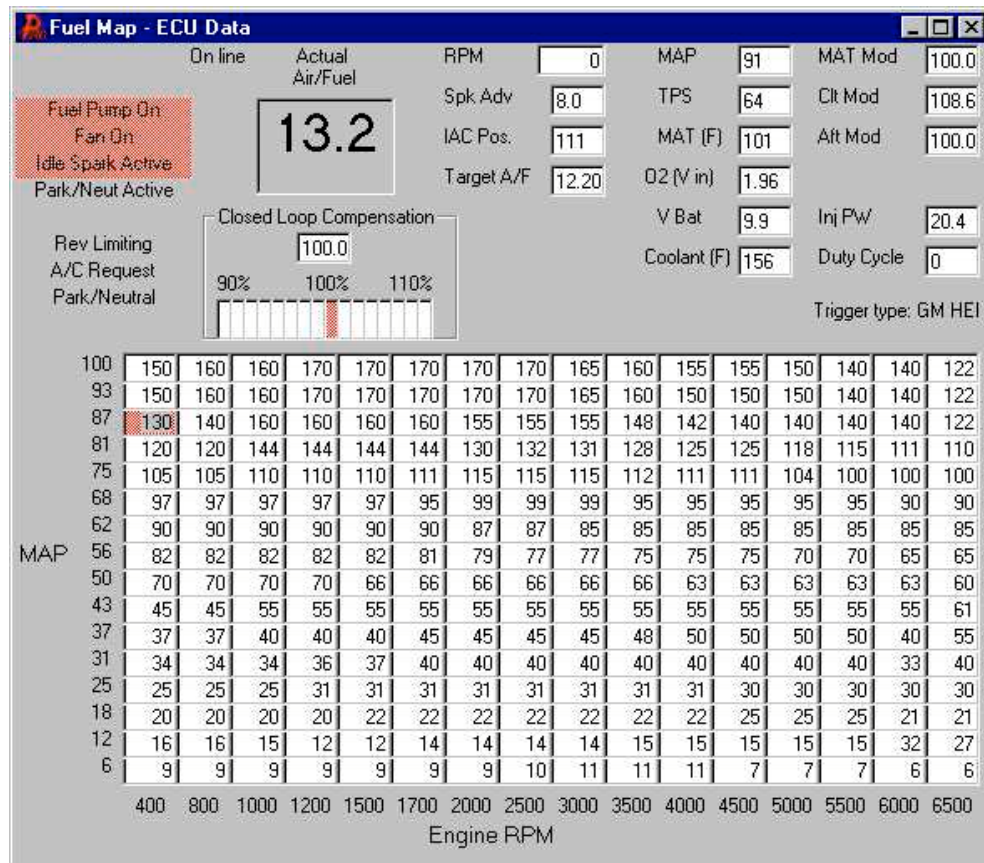 Fuel Map - ECU Data
On line Actual Air/Fuel RPM 0 MAP 91 MAT Mod 100.0
Fuel Pump On 13.2 Spk Adv 8.0 TPS 64 Clt Mod 108.6
Fan On IAC Pos. 111 MAT (F) 101 Aft Mod 100.0
Idle Spark Active Target A/F 12.20 O2 (V in) 1.96
Park/Neut Active
Closed Loop Compensation V Bat 9.9 Inj PW 20.4
Rev Limiting 100.0 Coolant (F) 156 Duty Cycle 0
A/C Request
Park/Neutral 90% 100% 110%
Trigger type: GM HEI
100 150 160 160 170 170 170 170 170 165 160 155 155 150 140 140 122
93 150 160 160 170 170 170 170 170 165 160 150 150 150 140 140 122
87 130 140 160 160 160 160 155 155 155 148 142 140 140 140 140 122
81 120 120 144 144 144 144 130 132 131 128 125 125 118 115 111 110
75 105 105 110 110 110 111 115 115 115 112 111 111 104 100 100 100
68 97 97 97 97 97 95 99 99 99 95 95 95 95 95 90 90
62 90 90 90 90 90 90 87 87 85 85 85 85 85 85 85 85
MAP 56 82 82 82 82 82 81 79 77 77 75 75 75 70 70 65 65
50 70 70 70 70 66 66 66 66 66 66 63 63 63 63 63 60
43 45 45 55 55 55 55 55 55 55 55 55 55 55 55 55 61
37 37 37 40 40 40 45 45 45 45 48 50 50 50 50 40 55
31 34 34 34 36 37 40 40 40 40 40 40 40 40 40 33 40
25 25 25 25 31 31 31 31 31 31 31 31 30 30 30 30 30
18 20 20 20 20 22 22 22 22 22 22 22 25 25 25 21 21
12 16 16 15 12 12 14 14 14 14 15 15 15 15 15 32 27
6 9 9 9 9 9 9 9 10 11 11 11 7 7 7 6 6
400 800 1000 1200 1500 1700 2000 2500 3000 3500 4000 4500 5000 5500 6000 6500
Engine RPM